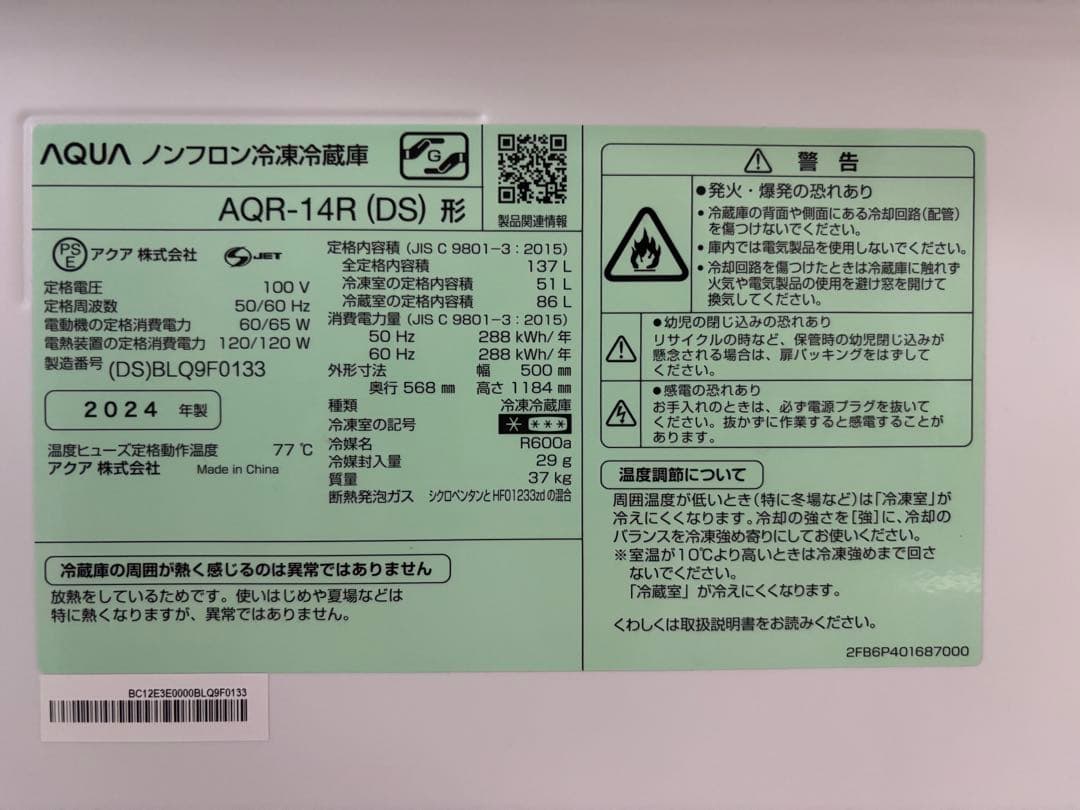 AQUA ノンフロン冷凍冷蔵庫
G
AQR-14R (DS) 形
製品関連情報
PS
E
アクア 株式会社
S JET
定格電圧 100 V
定格周波数 50/60 Hz
電動機の定格消費電力 60/65 W
電熱装置の定格消費電力 120/120 W
製造番号 (DS)BLQ9F0133
2024 年製
温度ヒューズ定格動作温度 77 ℃
アクア 株式会社 Made in China
定格内容積 (JIS C 9801-3 : 2015)
全定格内容積 137 L
冷凍室の定格内容積 51 L
冷蔵室の定格内容積 86 L
消費電力量 (JIS C 9801-3 : 2015)
50 Hz 288 kWh/年
60 Hz 288 kWh/年
外形寸法 幅 500 ㎜
奥行 568 ㎜ 高さ 1184 ㎜
種類 冷凍冷蔵庫
冷凍室の記号 ＊ ＊＊＊
冷媒名 R600a
冷媒封入量 29 g
質量 37 kg
断熱発泡ガス シクロペンタンとHFO1233zdの混合
冷蔵庫の周囲が熱く感じるのは異常ではありません
放熱をしているためです。使いはじめや夏場などは
特に熱くなりますが、異常ではありません。
⚠ 警告
●発火・爆発の恐れあり
・冷蔵庫の背面や側面にある冷却回路(配管)
を傷つけないでください。
・庫内では電気製品を使用しないでください。
・冷却回路を傷つけたときは冷蔵庫に触れず
火気や電気製品の使用を避け窓を開けて
換気してください。
●幼児の閉じ込みの恐れあり
リサイクルの時など、保管時の幼児閉じ込みが
懸念される場合は、扉パッキングをはずして
ください。
●感電の恐れあり
お手入れのときは、必ず電源プラグを抜いて
ください。抜かずに作業すると感電することが
あります。
温度調節について
周囲温度が低いとき(特に冬場など)は「冷凍室」が
冷えにくくなります。冷却の強さを[強]に、冷却の
バランスを冷凍強め寄りにしてお使いください。
※室温が10℃より高いときは冷凍強めまで回さ
ないでください。
「冷蔵室」が冷えにくくなります。
くわしくは取扱説明書をお読みください。
2FB6P401687000
BC12E3E0000BLQ9F0133